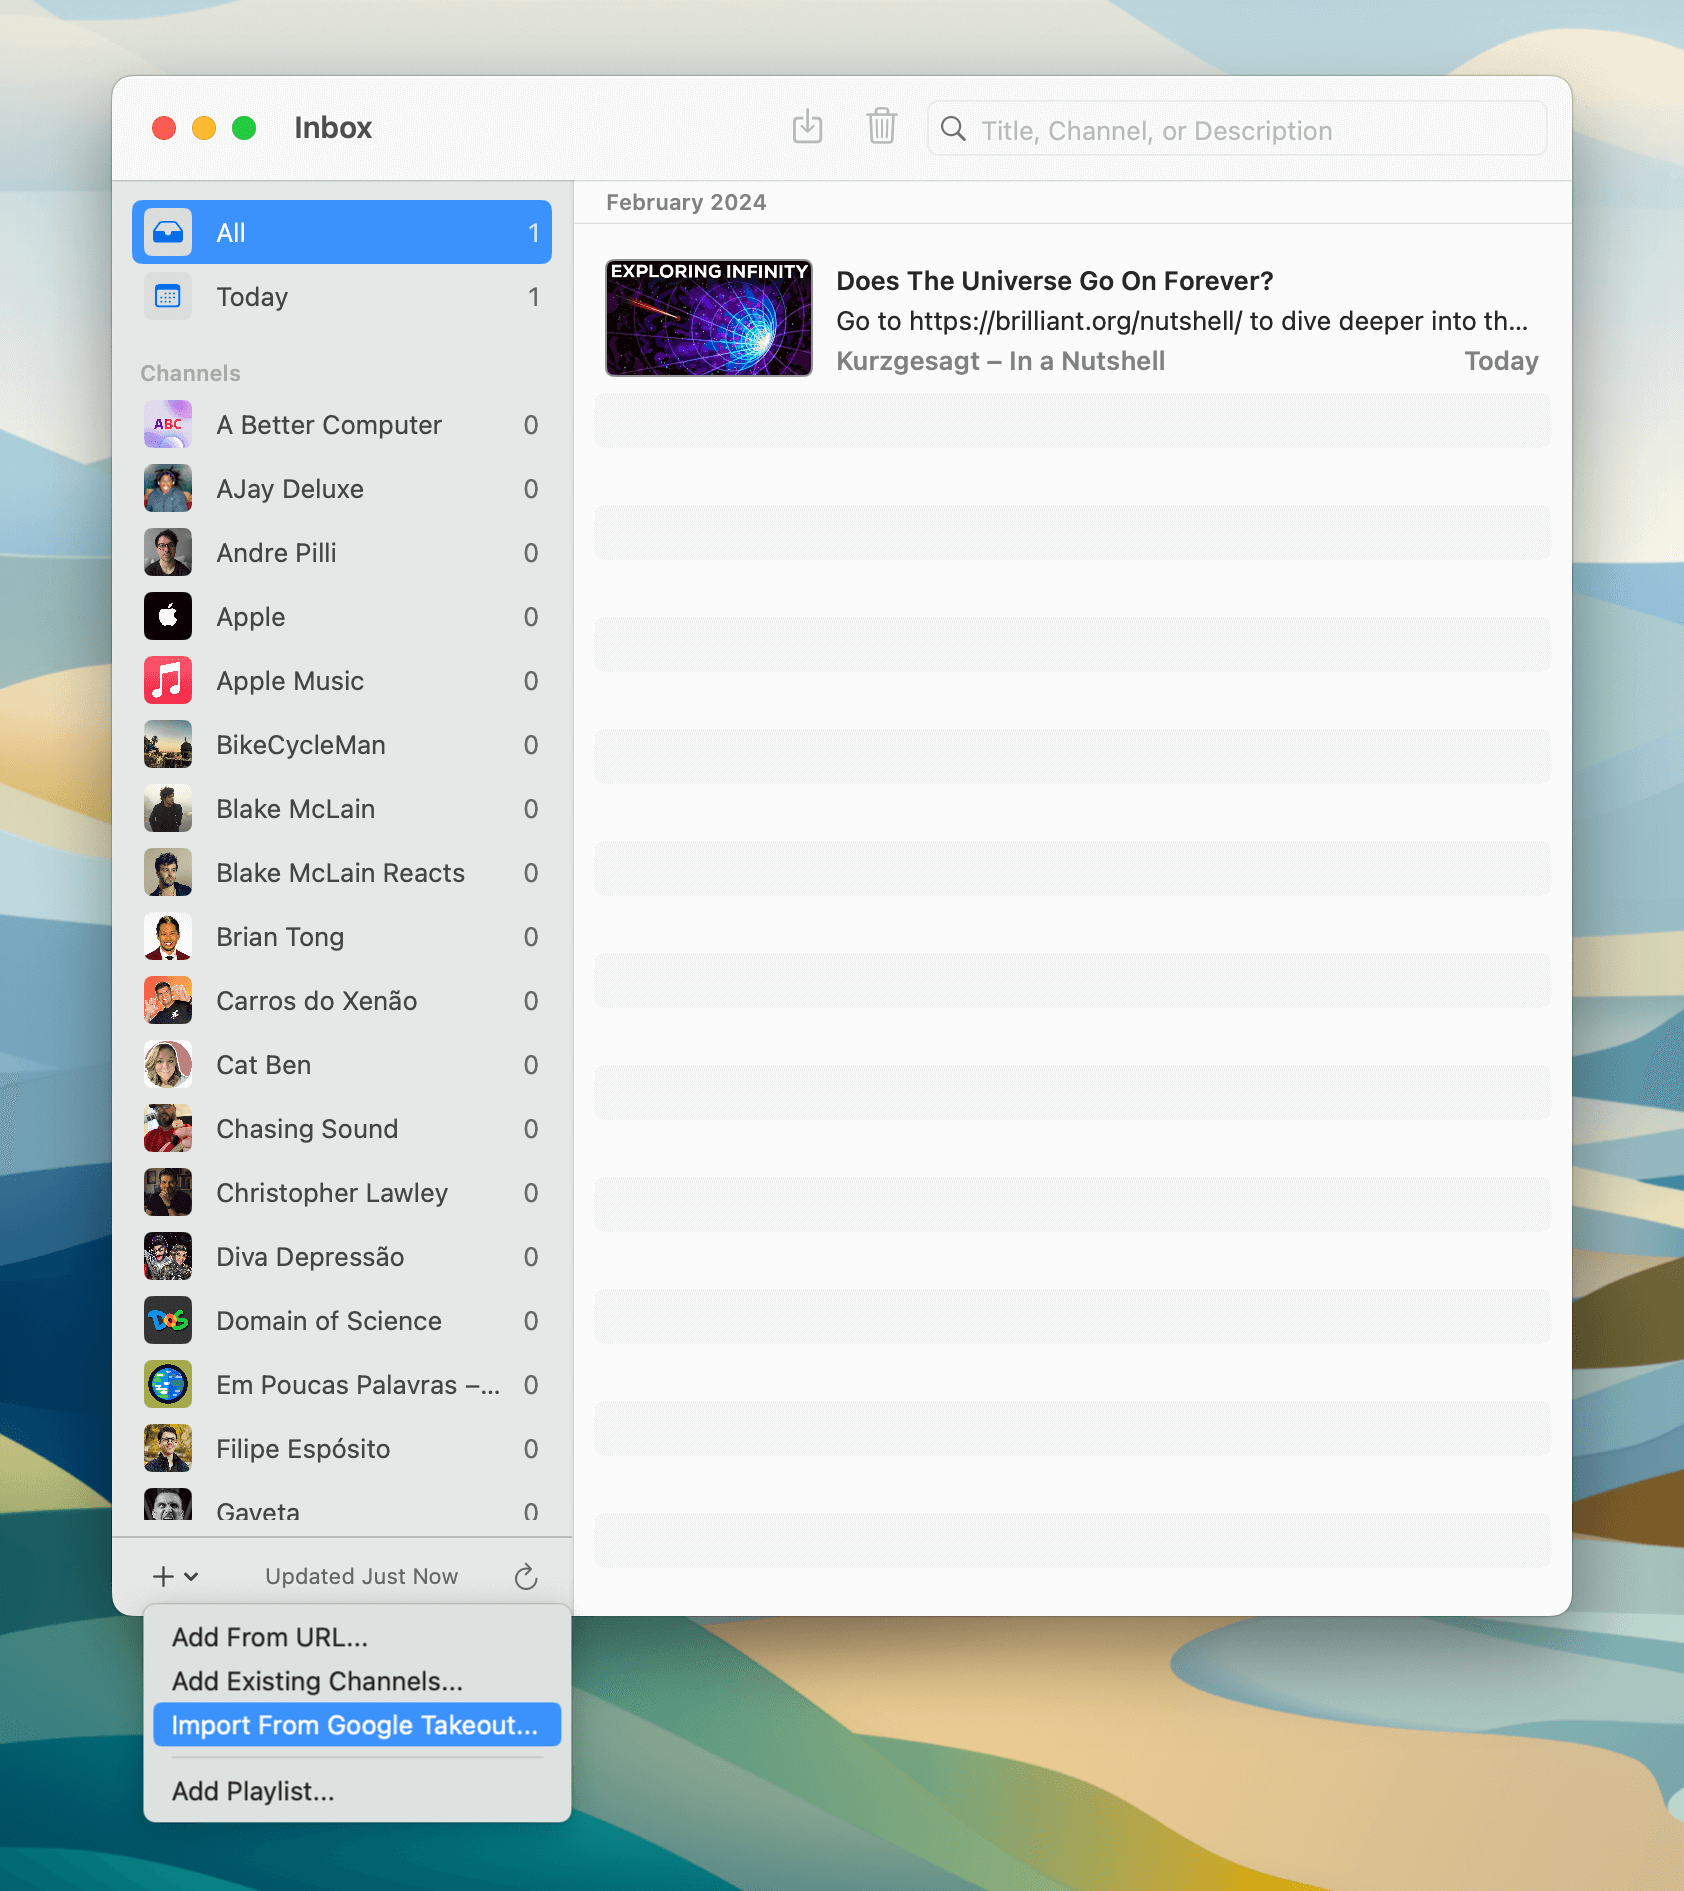 Inbox
Title, Channel, or Description
All 1
Today 1
Channels
ABC A Better Computer 0
AJay Deluxe 0
Andre Pilli 0
Apple 0
Apple Music 0
BikeCycleMan 0
Blake McLain 0
Blake McLain Reacts 0
Brian Tong 0
Carros do Xenão 0
Cat Ben 0
Chasing Sound 0
Christopher Lawley 0
Diva Depressão 0
DoS Domain of Science 0
Em Poucas Palavras –... 0
Filipe Espósito 0
Gaveta 0
Updated Just Now
Add From URL...
Add Existing Channels...
Import From Google Takeout...
Add Playlist...
February 2024
EXPLORING INFINITY
Does The Universe Go On Forever?
Go to https://brilliant.org/nutshell/ to dive deeper into th...
Kurzgesagt – In a Nutshell Today